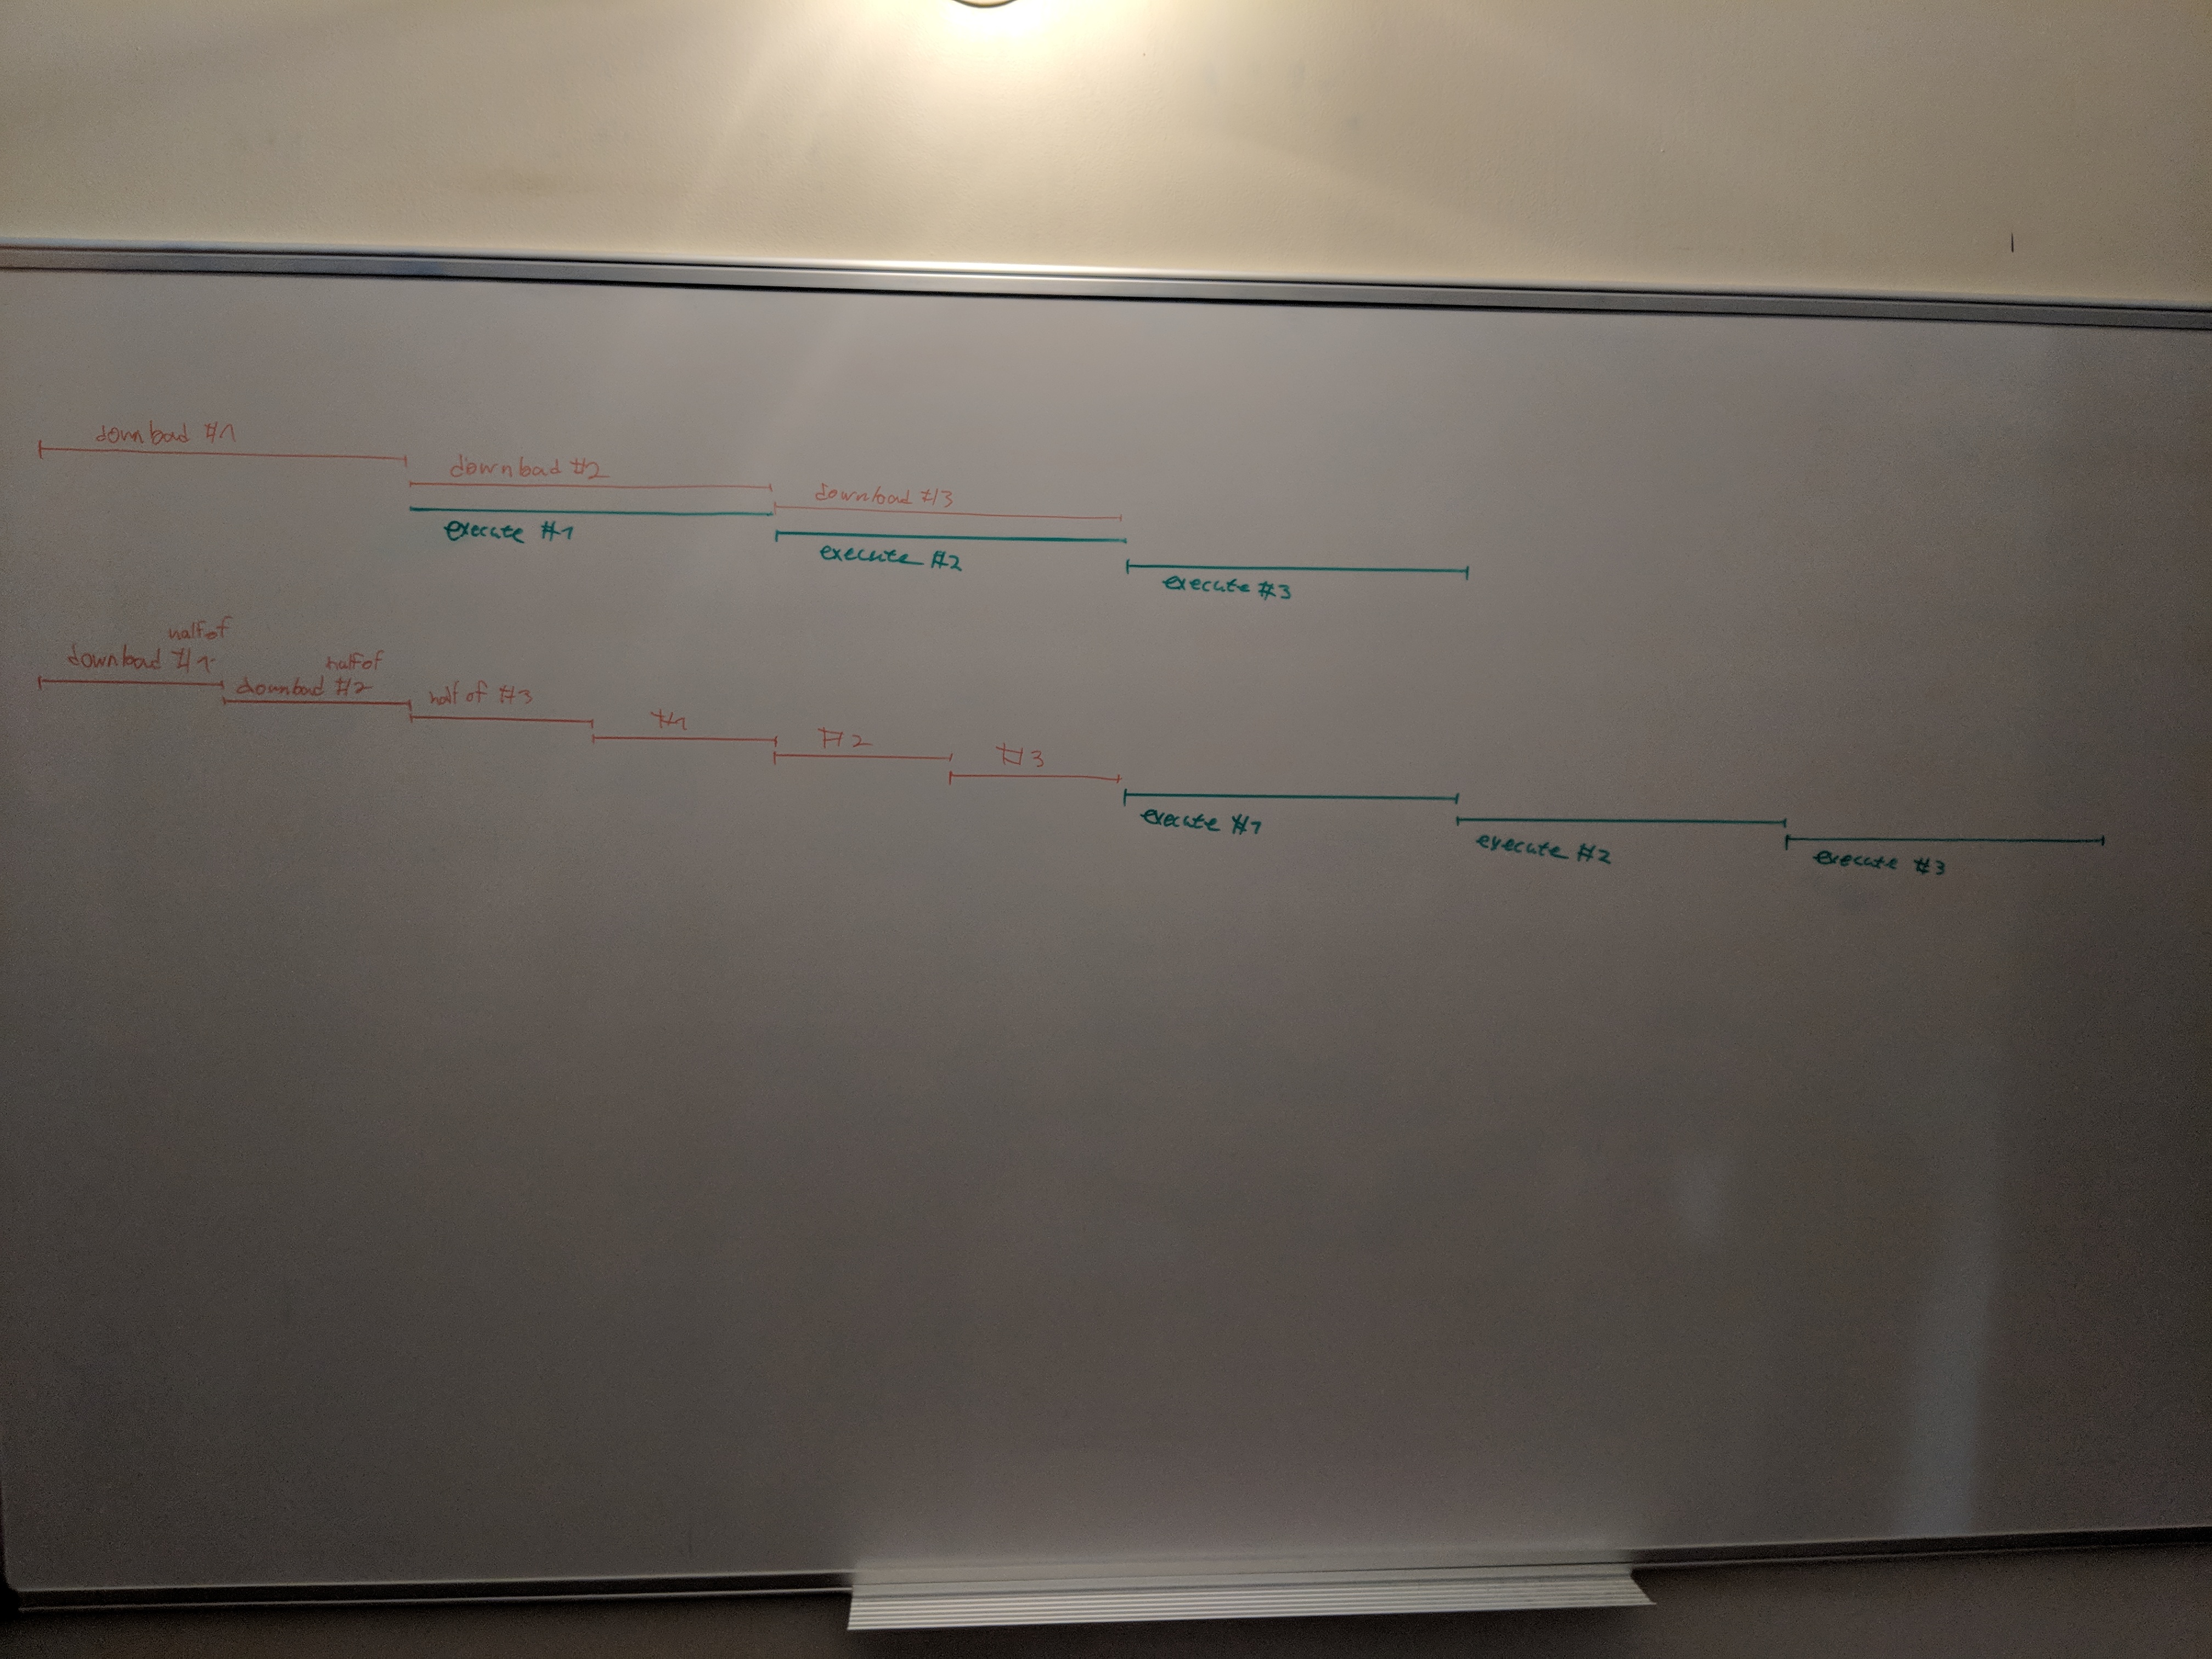 download #1
download #2
download #3
execute #1
execute #2
execute #3
half of
download #1
half of
download #2
half of #3
#1
#2
#3
execute #1
execute #2
execute #3